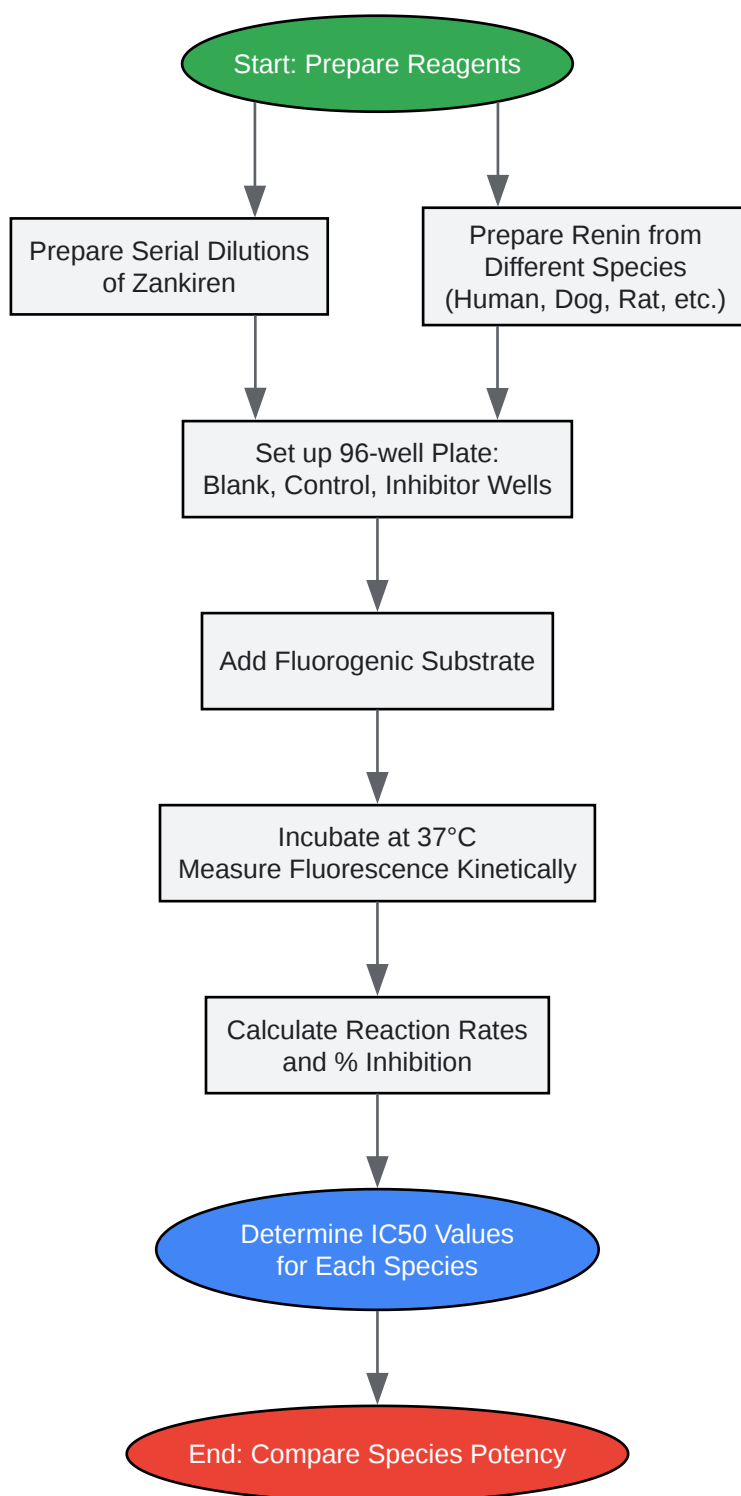 Start: Prepare Reagents
Prepare Serial Dilutions
of Zankiren
Prepare Renin from
Different Species
(Human, Dog, Rat, etc.)
Set up 96-well Plate:
Blank, Control, Inhibitor Wells
Add Fluorogenic Substrate
Incubate at 37°C
Measure Fluorescence Kinetically
Calculate Reaction Rates
and % Inhibition
Determine IC50 Values
for Each Species
End: Compare Species Potency